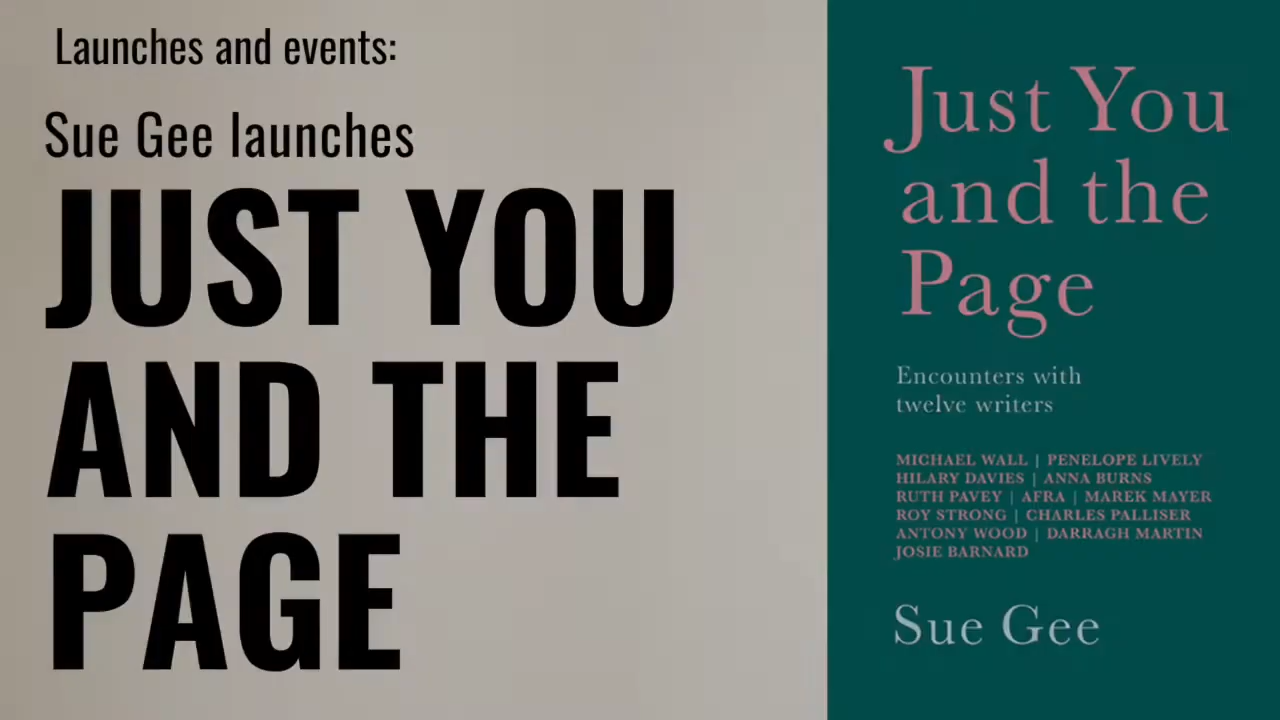 Launches and events:
Sue Gee launches
JUST YOU
AND THE
PAGE
Just You
and the
Page
Encounters with
twelve writers
MICHAEL WALL | PENELOPE LIVELY
HILARY DAVIES | ANNA BURNS
RUTH PAVEY | AFRA | MAREK MAYER
ROY STRONG | CHARLES PALLISER
ANTONY WOOD | DARRAGH MARTIN
JOSIE BARNARD
Sue Gee